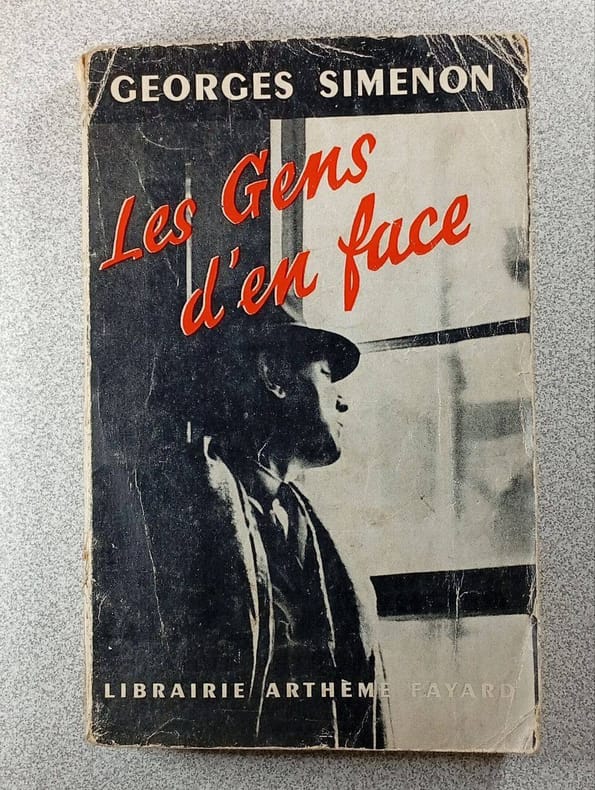 GEORGES SIMENON
Les Gens
d'en face
LIBRAIRIE ARTHÈME FAYARD